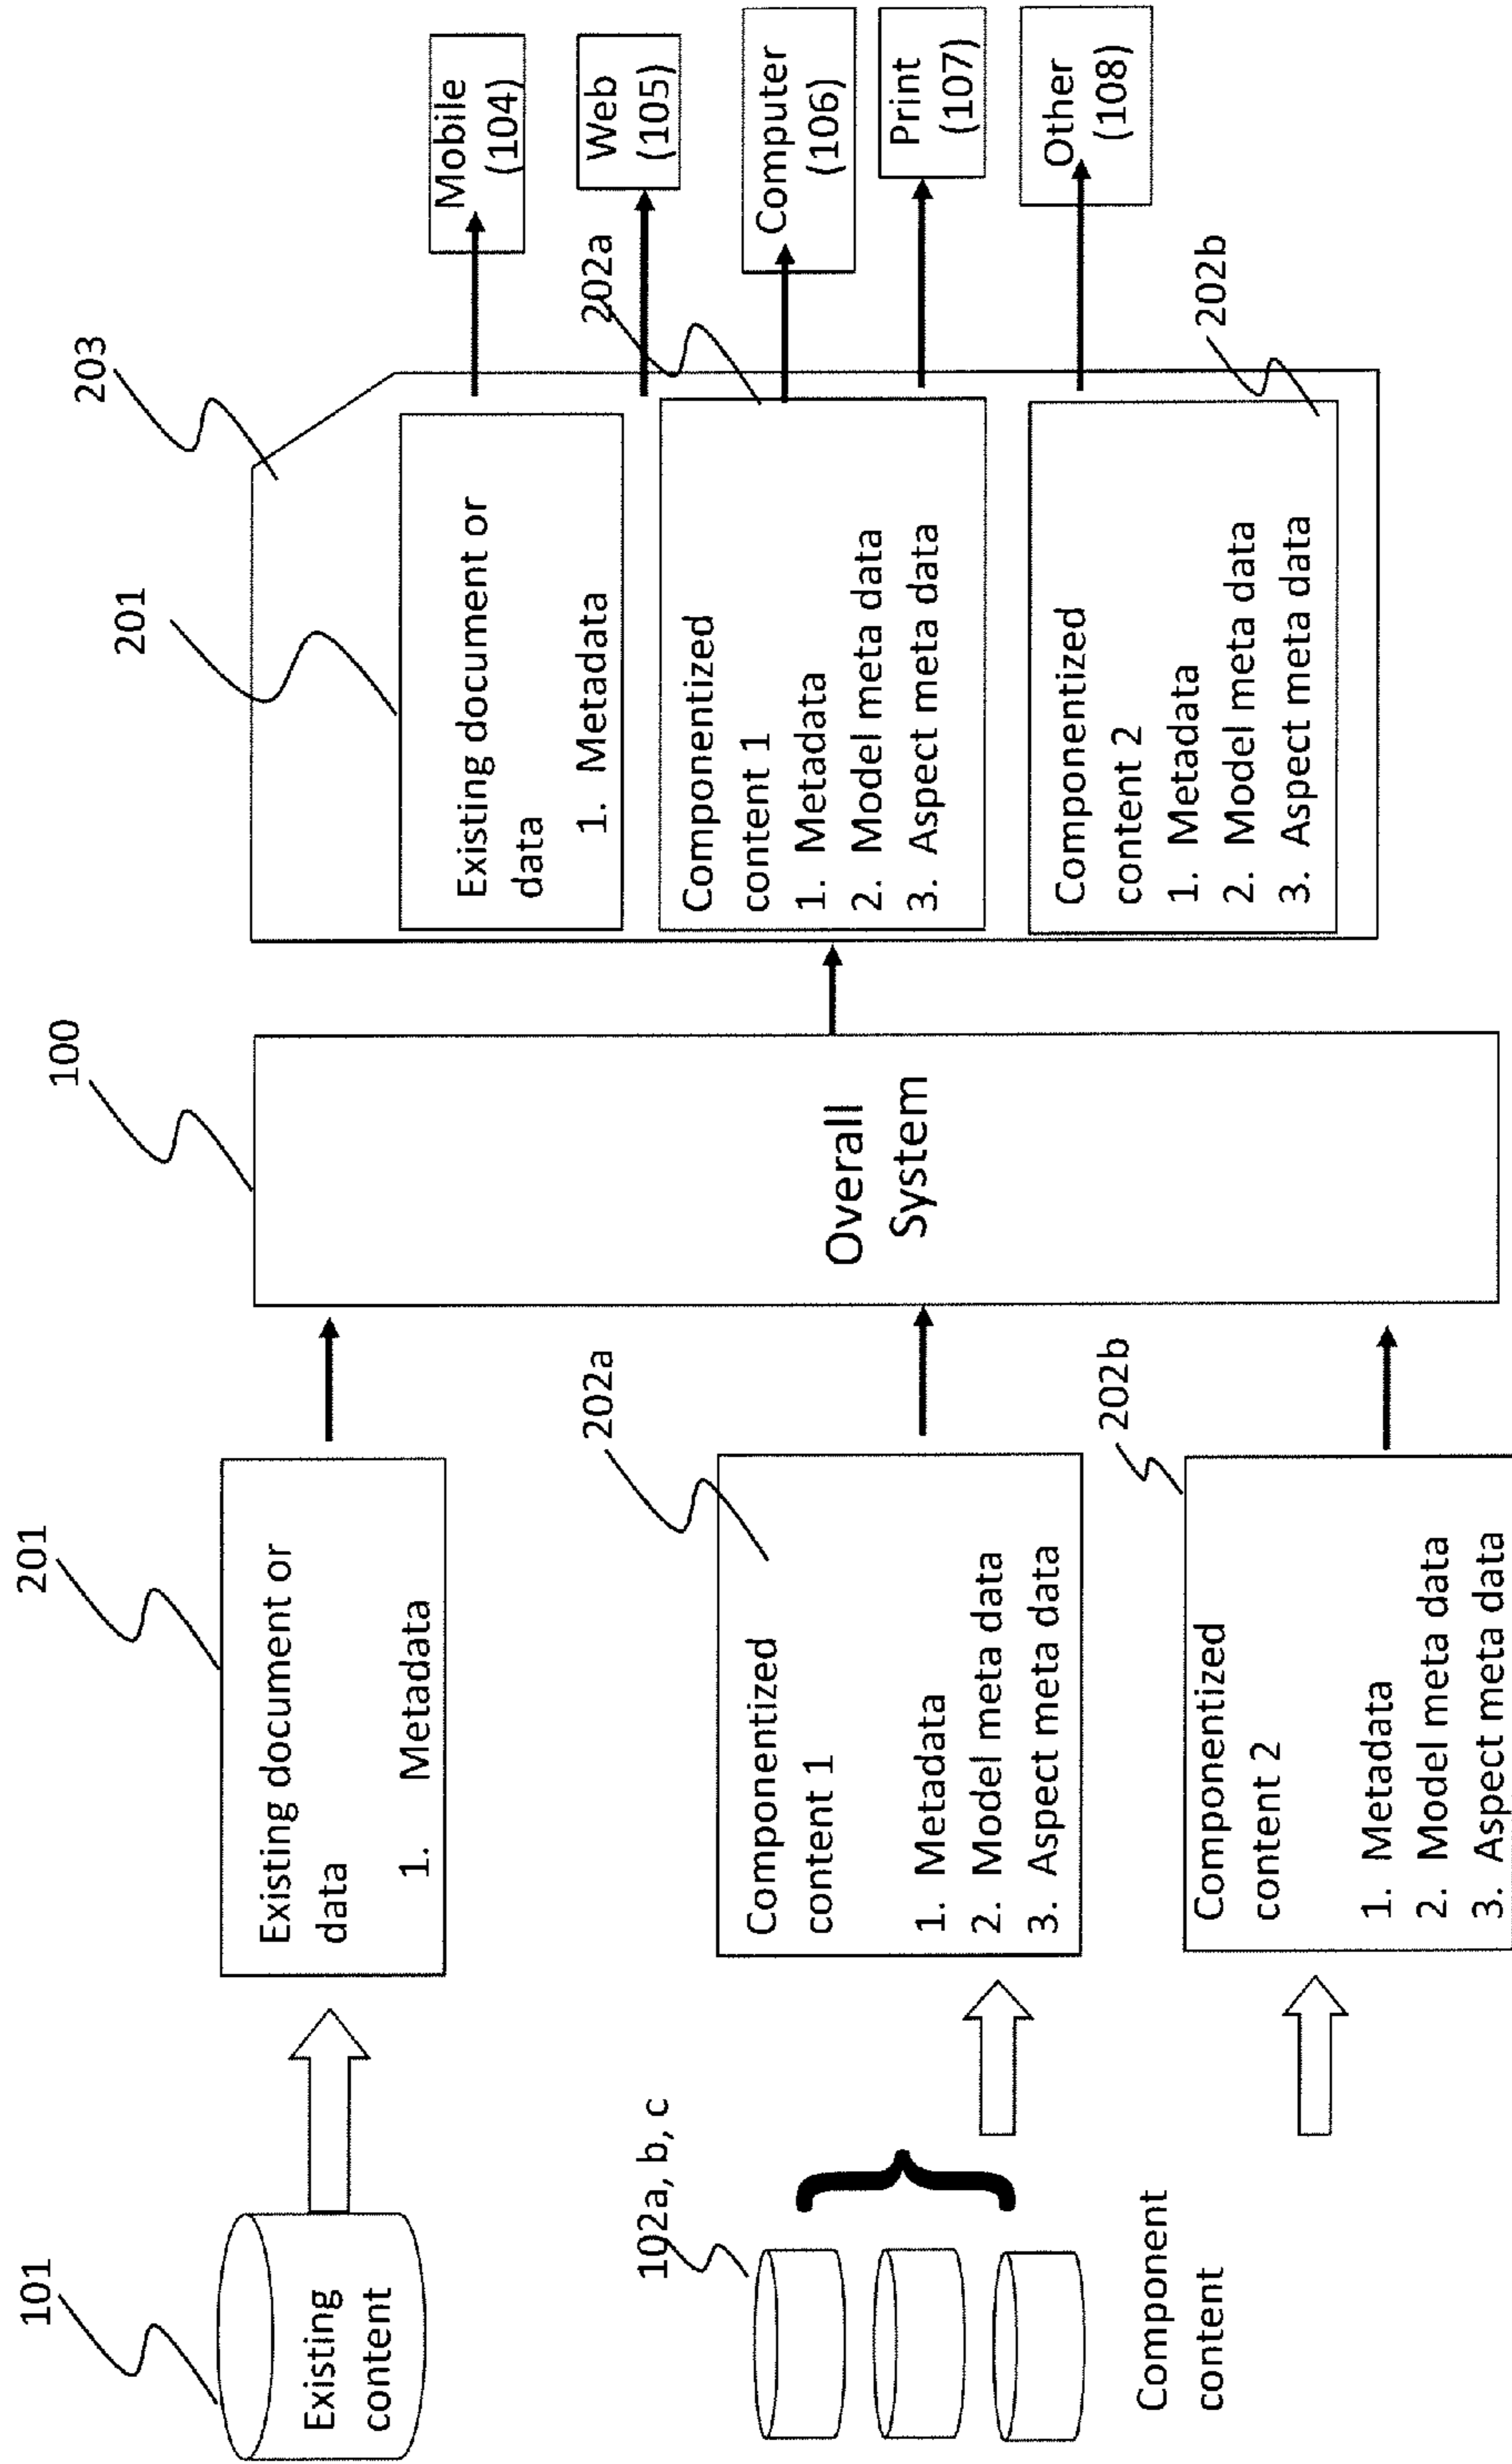 101
Existing
content
102a, b, c
Component
content
201
Existing document or
data
1. Metadata
202a
Componentized
content 1
1. Metadata
2. Model meta data
3. Aspect meta data
202b
Componentized
content 2
1. Metadata
2. Model meta data
3. Aspect meta data
100
Overall
System
203
201
Existing document or
data
1. Metadata
202a
Componentized
content 1
1. Metadata
2. Model meta data
3. Aspect meta data
202b
Componentized
content 2
1. Metadata
2. Model meta data
3. Aspect meta data
Mobile
(104)
Web
(105)
Computer
(106)
Print
(107)
Other
(108)